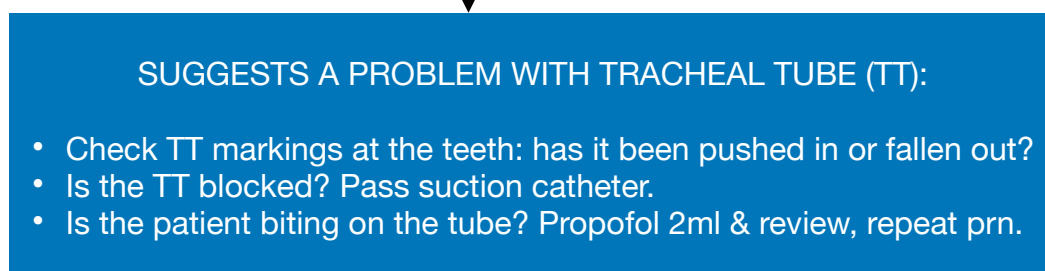 SUGGESTS A PROBLEM WITH TRACHEAL TUBE (TT):
• Check TT markings at the teeth: has it been pushed in or fallen out?
• Is the TT blocked? Pass suction catheter.
• Is the patient biting on the tube? Propofol 2ml & review, repeat prn.